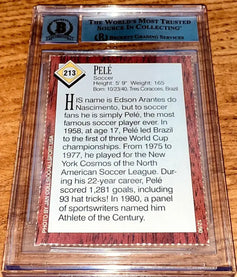 THE WORLD'S MOST TRUSTED
SOURCE IN COLLECTING™
(R) BECKETT GRADING SERVICES
213
PELÉ
Soccer
Height: 5' 9" Weight: 165
Born: 10/23/40, Tres Coracoes, Brazil
HIS name is Edson Arantes do
Nascimento, but to soccer
fans he is simply Pelé, the
most famous soccer player ever. In
1958, at age 17, Pelé led Brazil
to the first of three World Cup
championships. From 1975 to
1977, he played for the New
York Cosmos of the North
American Soccer League. During
his 22-year career, Pelé
scored 1,281 goals, including
93 hat tricks! In 1980, a panel
of sportswriters named him
Athlete of the Century.